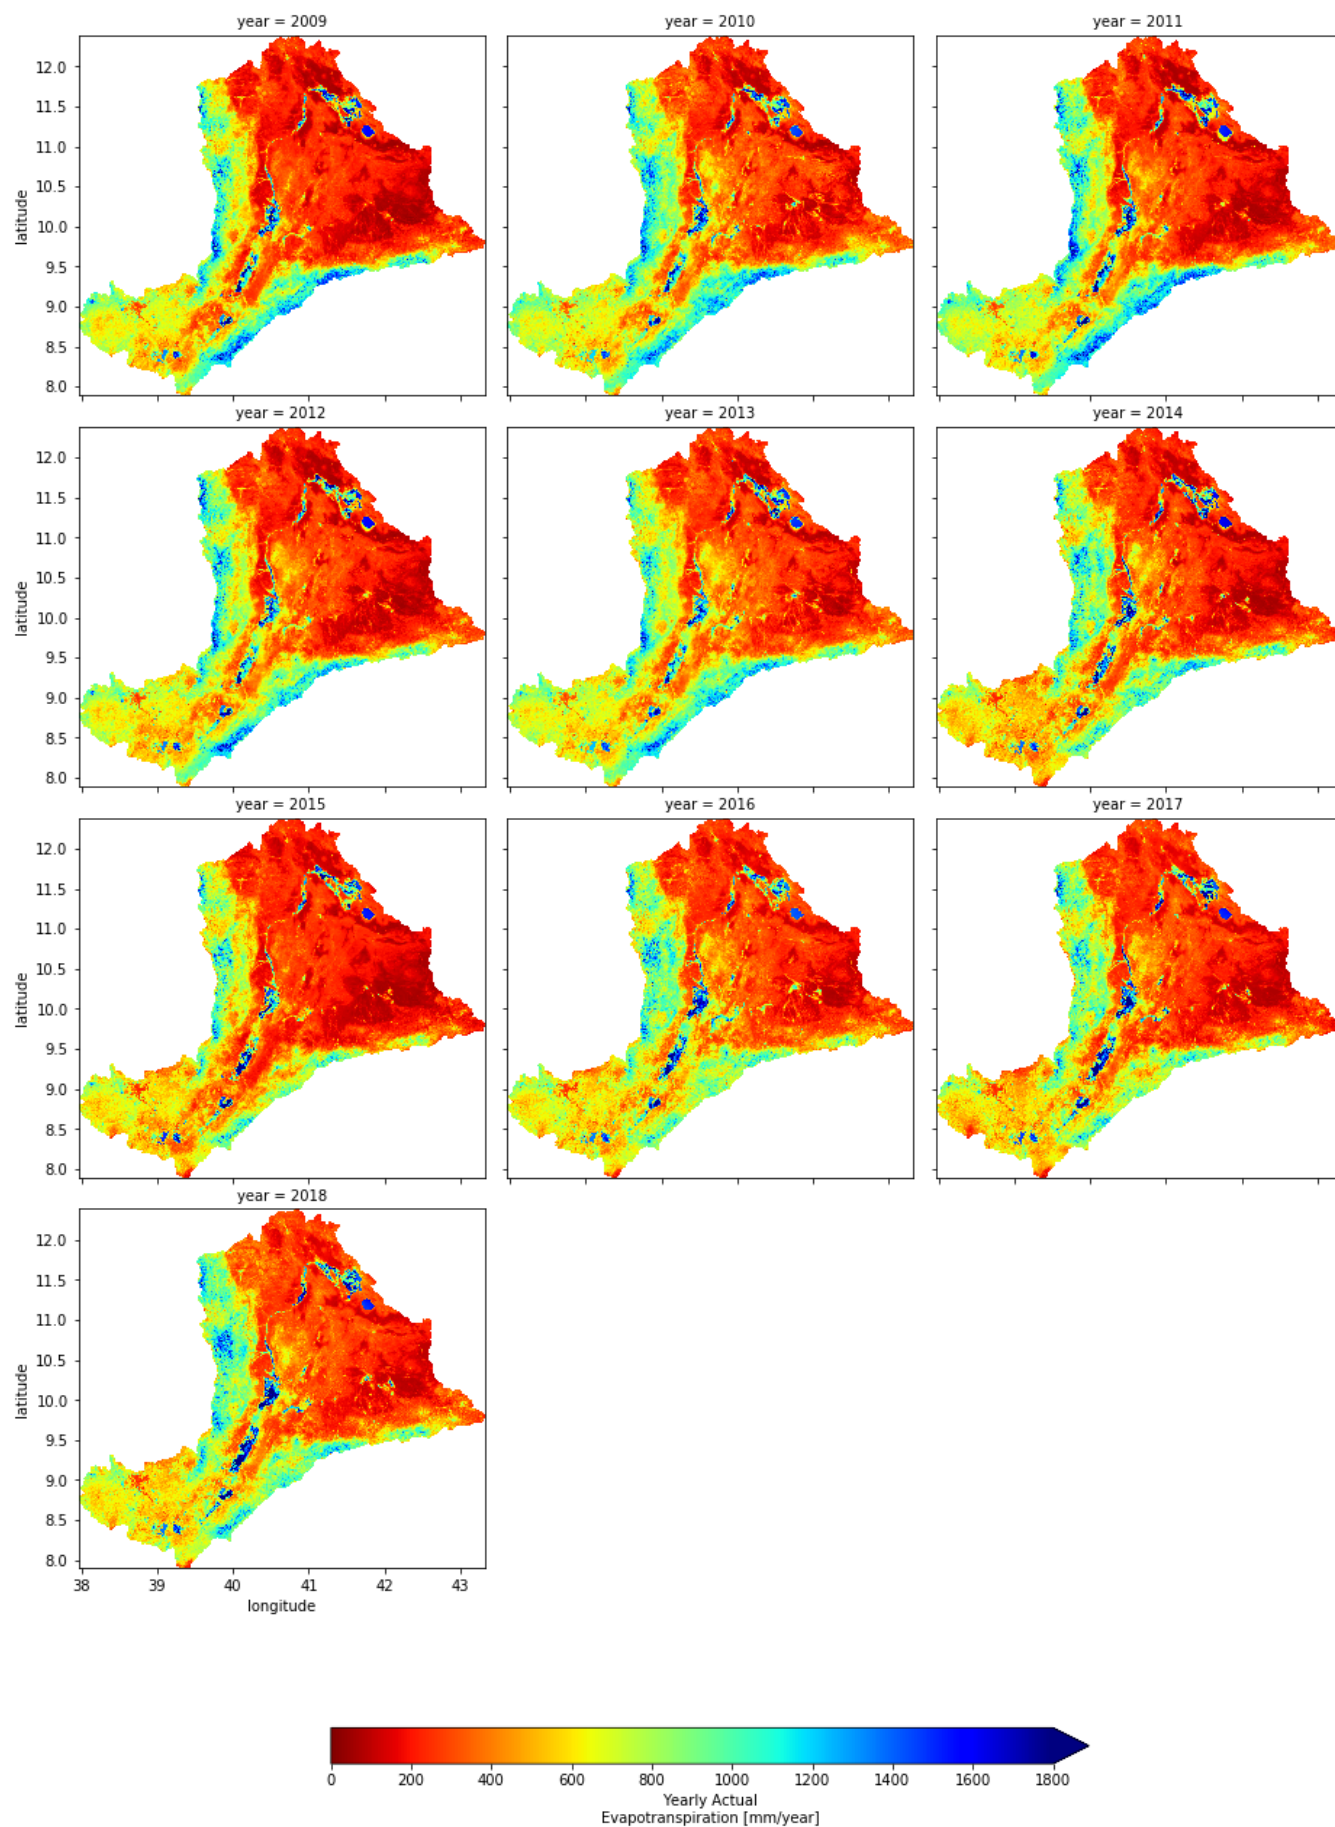 year = 2009 year = 2010 year = 2011
12.0
11.5
11.0
10.5
10.0
9.5
9.0
8.5
8.0
latitude
year = 2012 year = 2013 year = 2014
12.0
11.5
11.0
10.5
10.0
9.5
9.0
8.5
8.0
latitude
year = 2015 year = 2016 year = 2017
12.0
11.5
11.0
10.5
10.0
9.5
9.0
8.5
8.0
latitude
year = 2018
12.0
11.5
11.0
10.5
10.0
9.5
9.0
8.5
8.0
latitude
38 39 40 41 42 43
longitude
0 200 400 600 800 1000 1200 1400 1600 1800
Yearly Actual
Evapotranspiration [mm/year]